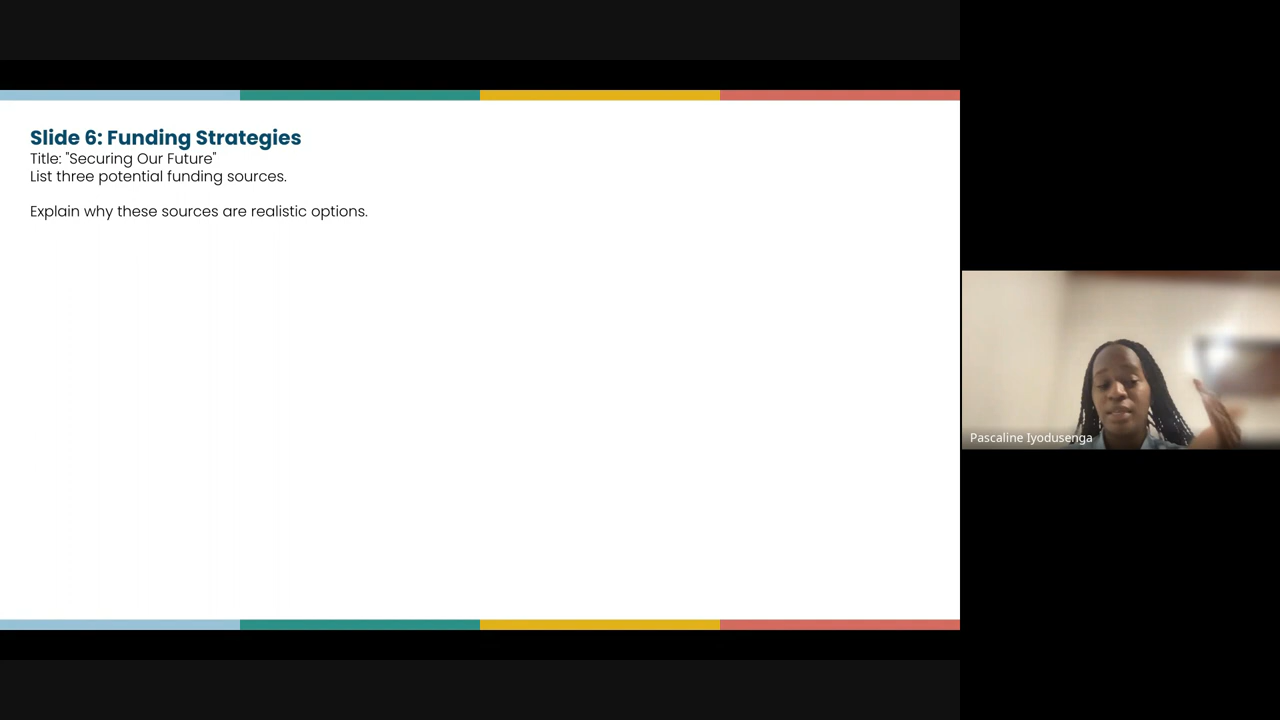 Slide 6: Funding Strategies
Title: "Securing Our Future"
List three potential funding sources.
Explain why these sources are realistic options.
Pascaline Iyodusenga